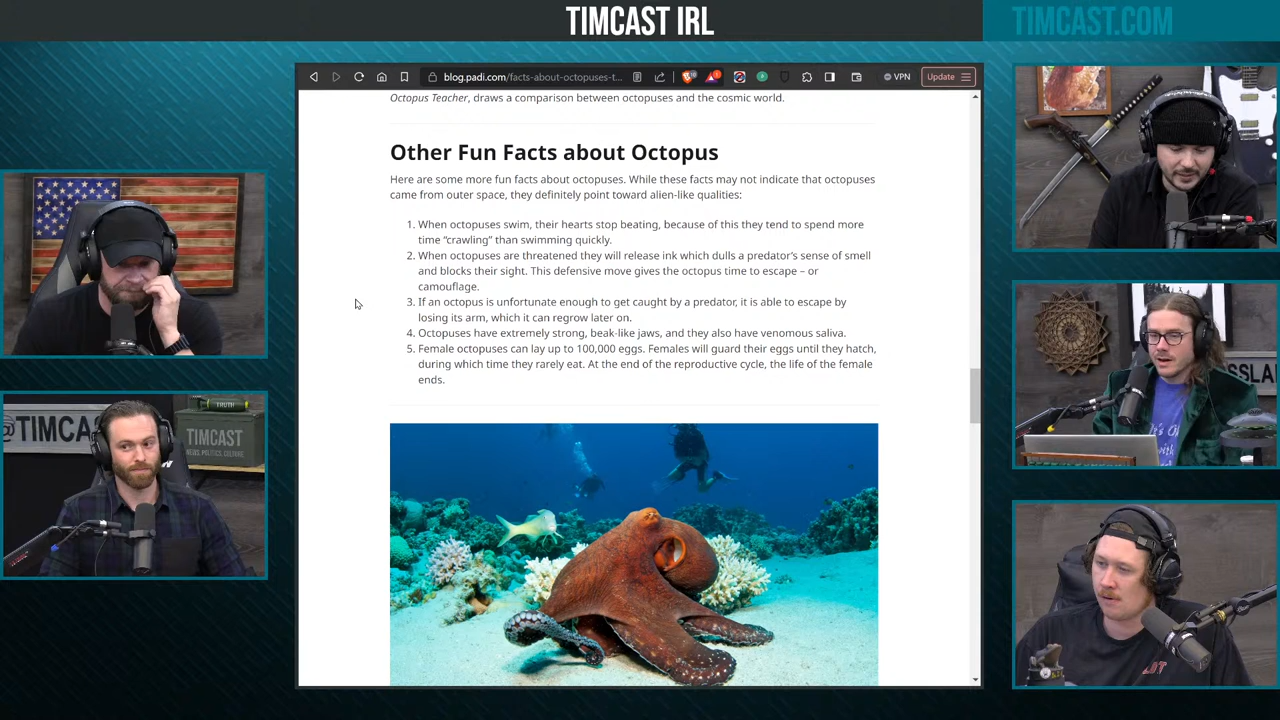 TIMCAST IRL
TIMCAST.COM
blog.padi.com/facts-about-octopuses-t...
VPN
Update
Octopus Teacher, draws a comparison between octopuses and the cosmic world.
Other Fun Facts about Octopus
Here are some more fun facts about octopuses. While these facts may not indicate that octopuses
came from outer space, they definitely point toward alien-like qualities:
1. When octopuses swim, their hearts stop beating, because of this they tend to spend more
time “crawling” than swimming quickly.
2. When octopuses are threatened they will release ink which dulls a predator’s sense of smell
and blocks their sight. This defensive move gives the octopus time to escape – or
camouflage.
3. If an octopus is unfortunate enough to get caught by a predator, it is able to escape by
losing its arm, which it can regrow later on.
4. Octopuses have extremely strong, beak-like jaws, and they also have venomous saliva.
5. Female octopuses can lay up to 100,000 eggs. Females will guard their eggs until they hatch,
during which time they rarely eat. At the end of the reproductive cycle, the life of the female
ends.
@TIMCAS
TRUTH
TIMCAST
NEWS. POLITICS. CULTURE.